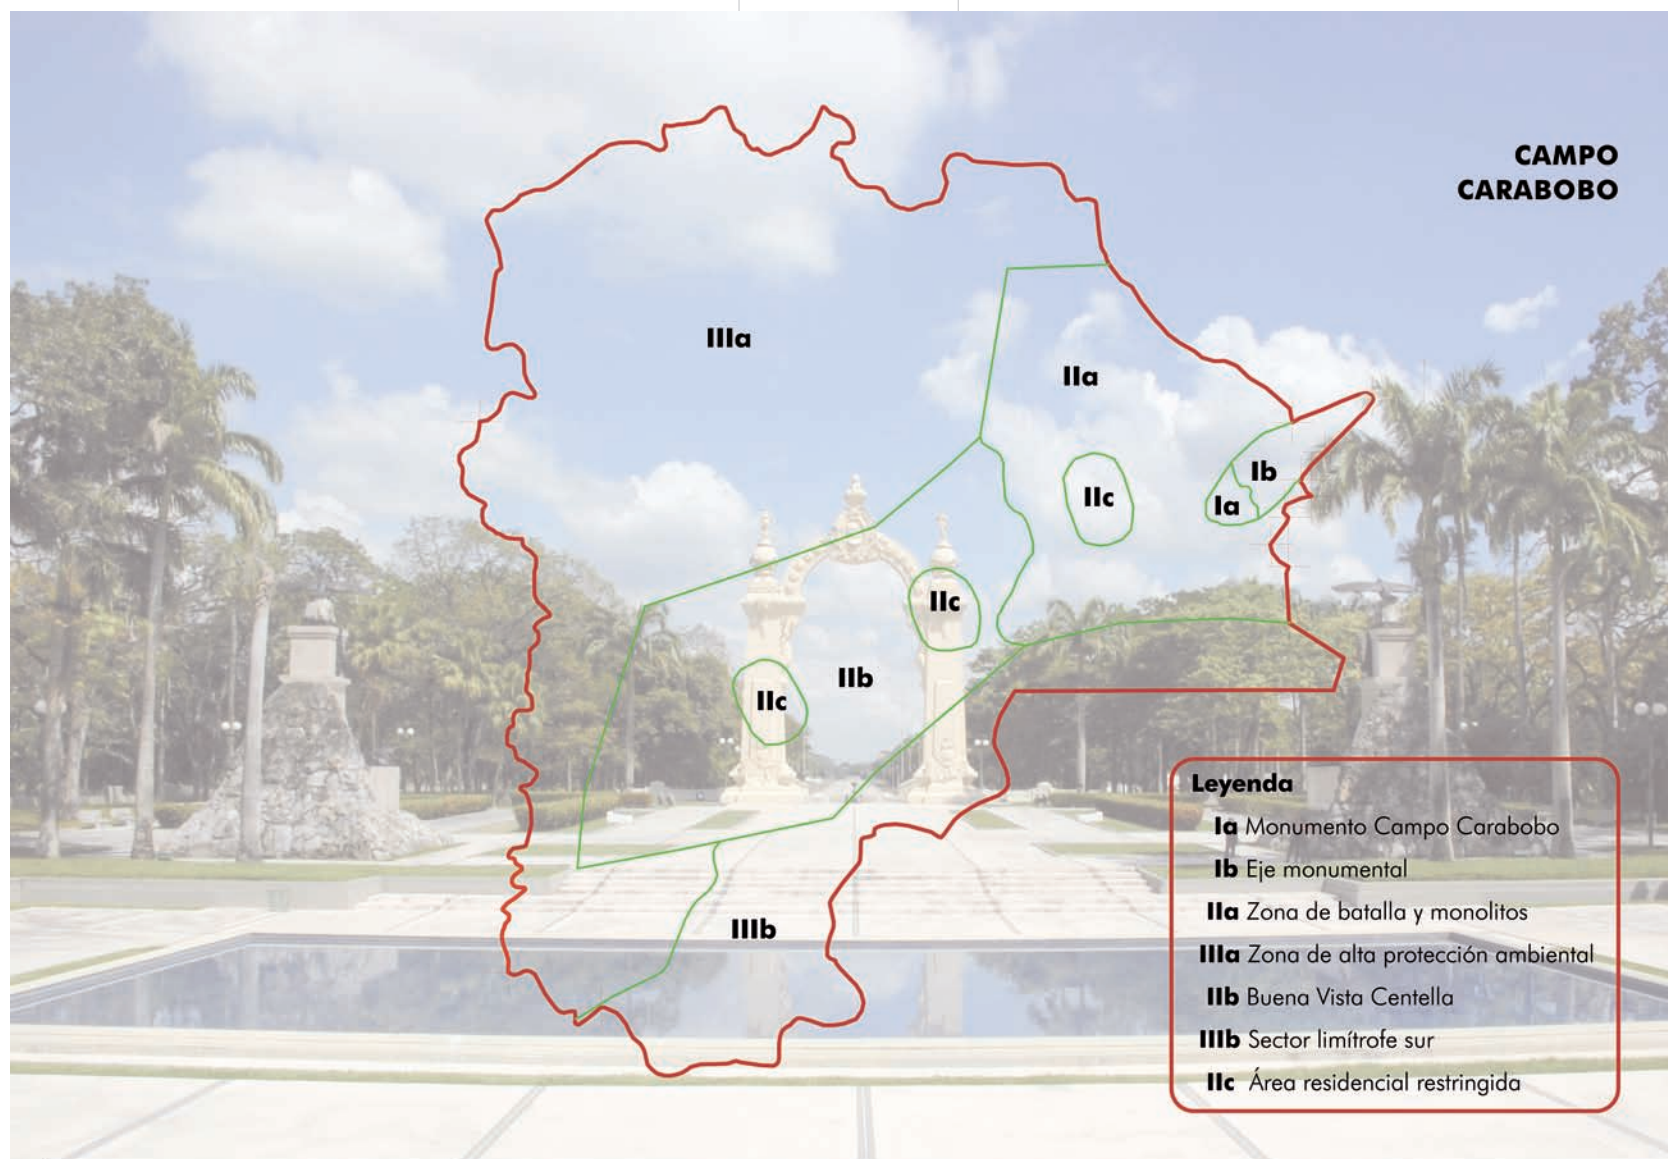 CAMPO
CARABOBO
IIIa
IIa
Ib
IIc
Ia
IIc
IIb
IIc
IIIb
Leyenda
Ia Monumento Campo Carabobo
Ib Eje monumental
IIa Zona de batalla y monolitos
IIIa Zona de alta protección ambiental
IIb Buena Vista Centella
IIIb Sector limítrofe sur
IIc Área residencial restringida